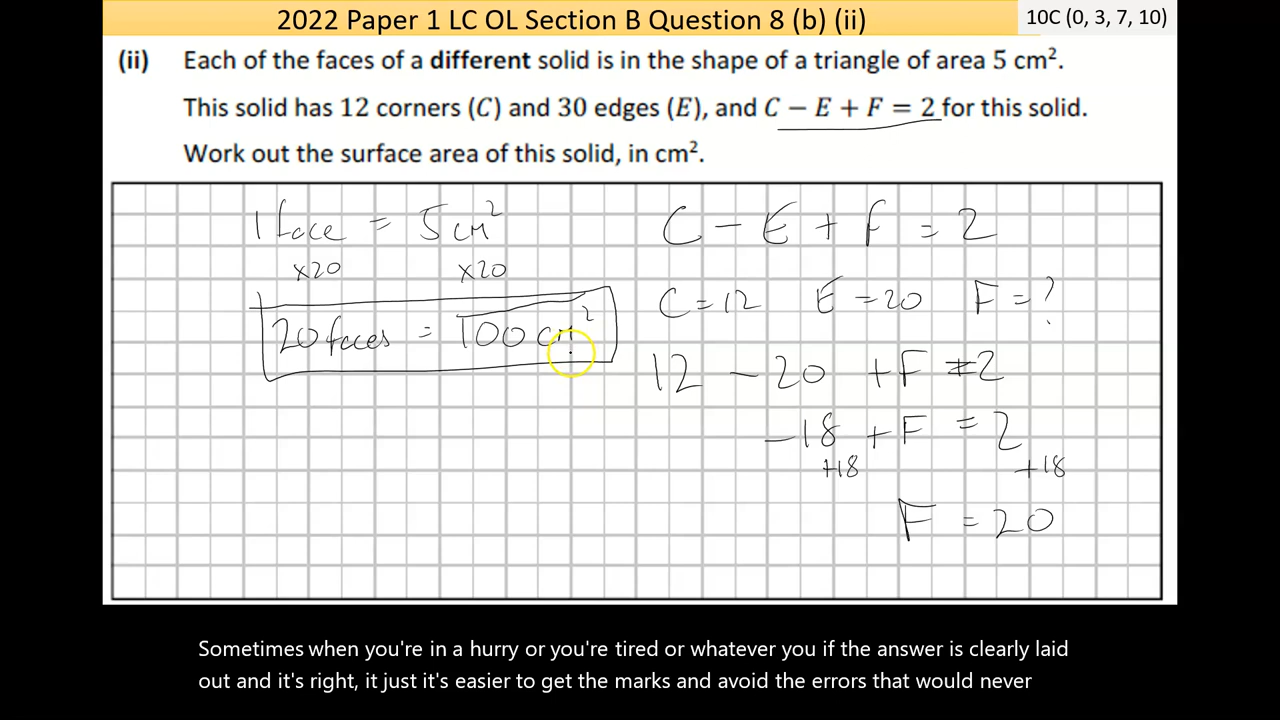 2022 Paper 1 LC OL Section B Question 8 (b) (ii)
10C (0, 3, 7, 10)
(ii) Each of the faces of a different solid is in the shape of a triangle of area 5 cm².
This solid has 12 corners (C) and 30 edges (E), and C − E + F = 2 for this solid.
Work out the surface area of this solid, in cm².
1 face = 5 cm²
×20 ×20
20 faces = 100 cm²
C − E + F = 2
C = 12 E = 20 F = ?
12 − 20 + F = 2
−18 + F = 2
+18 +18
F = 20
Sometimes when you're in a hurry or you're tired or whatever you if the answer is clearly laid
out and it's right, it just it's easier to get the marks and avoid the errors that would never